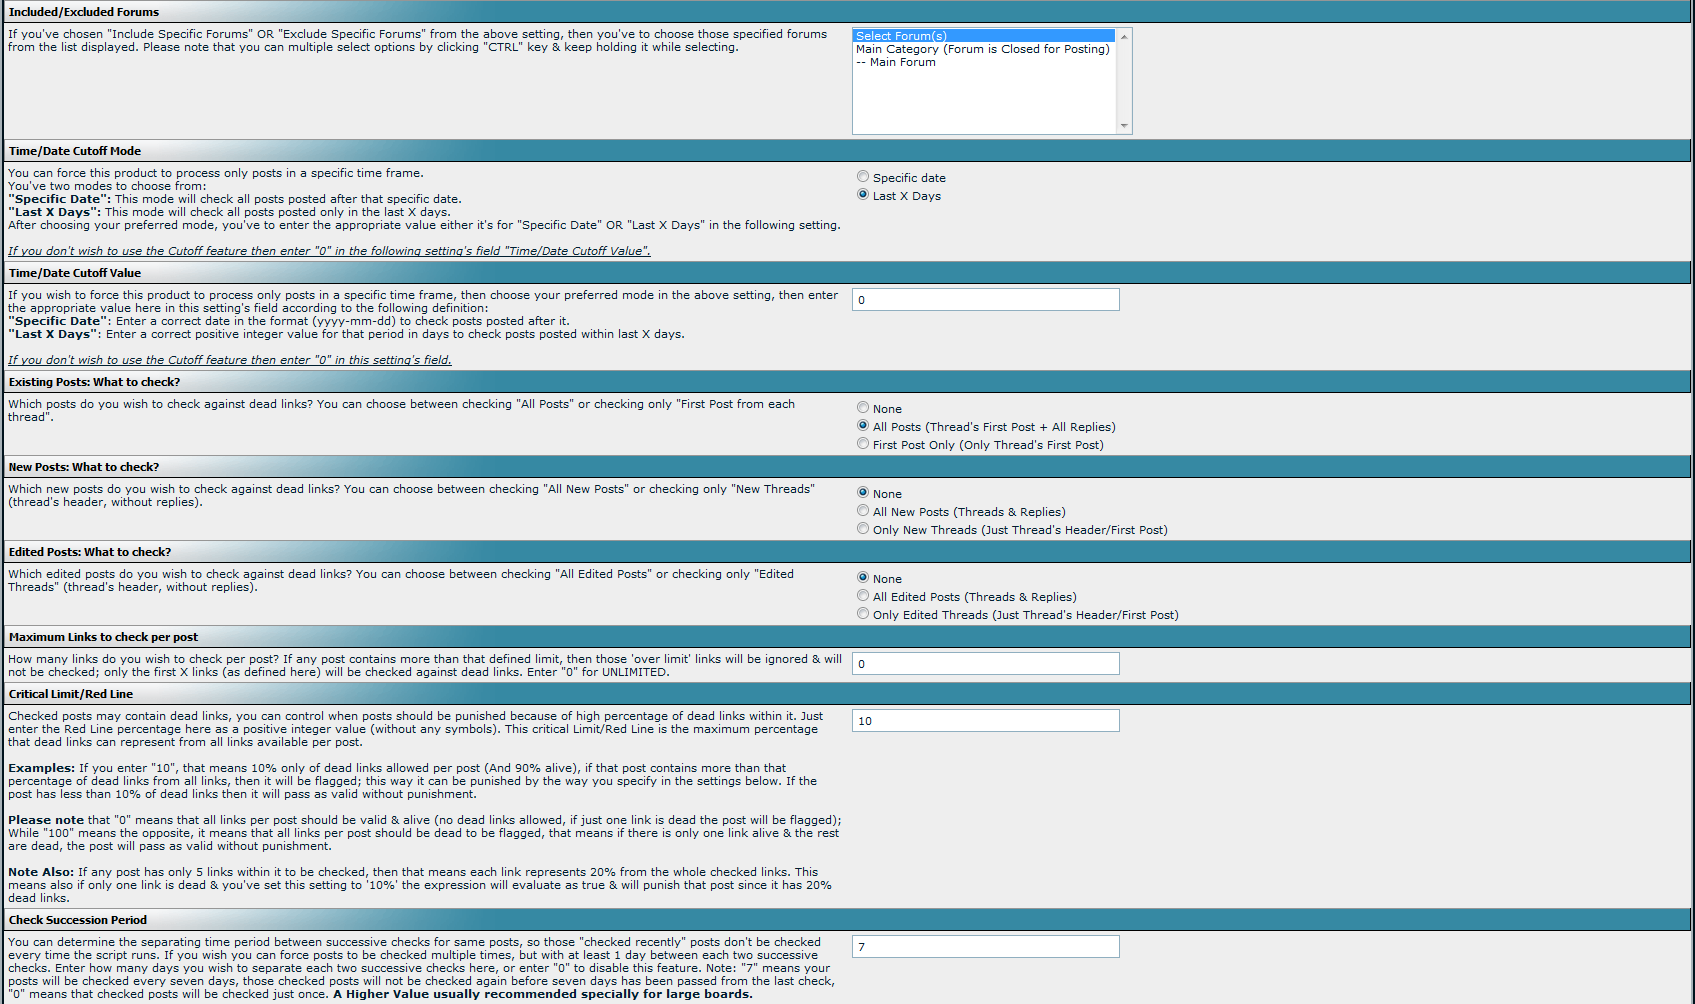 Included/Excluded Forums
If you've chosen "Include Specific Forums" OR "Exclude Specific Forums" from the above setting, then you've to choose those specified forums
from the list displayed. Please note that you can multiple select options by clicking "CTRL" key & keep holding it while selecting.
Select Forum(s)
Main Category (Forum is Closed for Posting)
-- Main Forum
Time/Date Cutoff Mode
You can force this product to process only posts in a specific time frame.
You've two modes to choose from:
"Specific Date": This mode will check all posts posted after that specific date.
"Last X Days": This mode will check all posts posted only in the last X days.
After choosing your preferred mode, you've to enter the appropriate value either it's for "Specific Date" OR "Last X Days" in the following setting.
If you don't wish to use the Cutoff feature then enter "0" in the following setting's field "Time/Date Cutoff Value".
Specific date
Last X Days
Time/Date Cutoff Value
If you wish to force this product to process only posts in a specific time frame, then choose your preferred mode in the above setting, then enter
the appropriate value here in this setting's field according to the following definition:
"Specific Date": Enter a correct date in the format (yyyy-mm-dd) to check posts posted after it.
"Last X Days": Enter a correct positive integer value for that period in days to check posts posted within last X days.
If you don't wish to use the Cutoff feature then enter "0" in this setting's field.
0
Existing Posts: What to check?
Which posts do you wish to check against dead links? You can choose between checking "All Posts" or checking only "First Post from each
thread".
None
All Posts (Thread's First Post + All Replies)
First Post Only (Only Thread's First Post)
New Posts: What to check?
Which new posts do you wish to check against dead links? You can choose between checking "All New Posts" or checking only "New Threads"
(thread's header, without replies).
None
All New Posts (Threads & Replies)
Only New Threads (Just Thread's Header/First Post)
Edited Posts: What to check?
Which edited posts do you wish to check against dead links? You can choose between checking "All Edited Posts" or checking only "Edited
Threads" (thread's header, without replies).
None
All Edited Posts (Threads & Replies)
Only Edited Threads (Just Thread's Header/First Post)
Maximum Links to check per post
How many links do you wish to check per post? If any post contains more than that defined limit, then those 'over limit' links will be ignored & will
not be checked; only the first X links (as defined here) will be checked against dead links. Enter "0" for UNLIMITED.
0
Critical Limit/Red Line
Checked posts may contain dead links, you can control when posts should be punished because of high percentage of dead links within it. Just
enter the Red Line percentage here as a positive integer value (without any symbols). This critical Limit/Red Line is the maximum percentage
that dead links can represent from all links available per post.
Examples: If you enter "10", that means 10% only of dead links allowed per post (And 90% alive), if that post contains more than that
percentage of dead links from all links, then it will be flagged; this way it can be punished by the way you specify in the settings below. If the
post has less than 10% of dead links then it will pass as valid without punishment.
Please note that "0" means that all links per post should be valid & alive (no dead links allowed, if just one link is dead the post will be flagged);
While "100" means the opposite, it means that all links per post should be dead to be flagged, that means if there is only one link alive & the rest
are dead, the post will pass as valid without punishment.
Note Also: If any post has only 5 links within it to be checked, then that means each link represents 20% from the whole checked links. This
means also if only one link is dead & you've set this setting to '10%' the expression will evaluate as true & will punish that post since it has 20%
dead links.
10
Check Succession Period
You can determine the separating time period between successive checks for same posts, so those "checked recently" posts don't be checked
every time the script runs. If you wish you can force posts to be checked multiple times, but with at least 1 day between each two successive
checks. Enter how many days you wish to separate each two successive checks here, or enter "0" to disable this feature. Note: "7" means your
posts will be checked every seven days, those checked posts will not be checked again before seven days has been passed from the last check,
"0" means that checked posts will be checked just once. A Higher Value usually recommended specially for large boards.
7